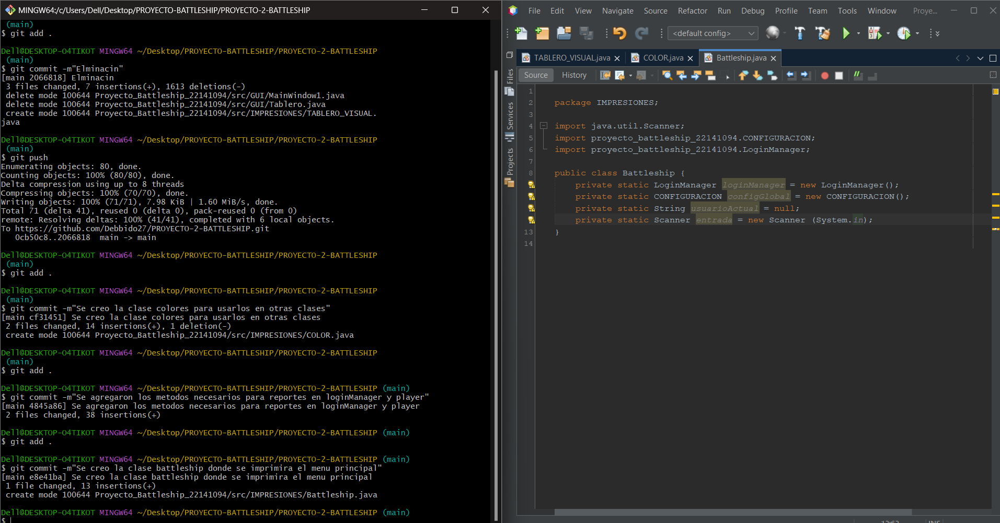 MINGW64:/c/Users/Dell/Desktop/PROYECTO-BATTLESHIP/PROYECTO-2-BATTLESHIP
(main)
$ git add .
Dell@DESKTOP-O4TIKOT MINGW64 ~/Desktop/PROYECTO-BATTLESHIP/PROYECTO-2-BATTLESHIP
(main)
$ git commit -m"Elminacin"
[main 2066818] Elminacin
3 files changed, 7 insertions(+), 1613 deletions(-)
delete mode 100644 Proyecto_Battleship_22141094/src/GUI/MainWindow1.java
delete mode 100644 Proyecto_Battleship_22141094/src/GUI/Tablero.java
create mode 100644 Proyecto_Battleship_22141094/src/IMPRESIONES/TABLERO_VISUAL.
java
Dell@DESKTOP-O4TIKOT MINGW64 ~/Desktop/PROYECTO-BATTLESHIP/PROYECTO-2-BATTLESHIP
(main)
$ git push
Enumerating objects: 80, done.
Counting objects: 100% (80/80), done.
Delta compression using up to 8 threads
Compressing objects: 100% (70/70), done.
Writing objects: 100% (71/71), 7.98 KiB | 1.60 MiB/s, done.
Total 71 (delta 41), reused 0 (delta 0), pack-reused 0 (from 0)
remote: Resolving deltas: 100% (41/41), completed with 6 local objects.
To https://github.com/Debbido27/PROYECTO-2-BATTLESHIP.git
0cb50c8..2066818  main -> main
Dell@DESKTOP-O4TIKOT MINGW64 ~/Desktop/PROYECTO-BATTLESHIP/PROYECTO-2-BATTLESHIP
(main)
$ git add .
Dell@DESKTOP-O4TIKOT MINGW64 ~/Desktop/PROYECTO-BATTLESHIP/PROYECTO-2-BATTLESHIP
(main)
$ git commit -m"Se creo la clase colores para usarlos en otras clases"
[main cf31451] Se creo la clase colores para usarlos en otras clases
2 files changed, 14 insertions(+), 1 deletion(-)
create mode 100644 Proyecto_Battleship_22141094/src/IMPRESIONES/COLOR.java
Dell@DESKTOP-O4TIKOT MINGW64 ~/Desktop/PROYECTO-BATTLESHIP/PROYECTO-2-BATTLESHIP
(main)
$ git add .
Dell@DESKTOP-O4TIKOT MINGW64 ~/Desktop/PROYECTO-BATTLESHIP/PROYECTO-2-BATTLESHIP (main)
$ git commit -m"Se agregaron los metodos necesarios para reportes en loginManager y player"
[main 4845a86] Se agregaron los metodos necesarios para reportes en loginManager y player
2 files changed, 38 insertions(+)
Dell@DESKTOP-O4TIKOT MINGW64 ~/Desktop/PROYECTO-BATTLESHIP/PROYECTO-2-BATTLESHIP (main)
$ git add .
Dell@DESKTOP-O4TIKOT MINGW64 ~/Desktop/PROYECTO-BATTLESHIP/PROYECTO-2-BATTLESHIP (main)
$ git commit -m"Se creo la clase battleship donde se imprimira el menu principal"
[main e8e41ba] Se creo la clase battleship donde se imprimira el menu principal
1 file changed, 13 insertions(+)
create mode 100644 Proyecto_Battleship_22141094/src/IMPRESIONES/Battleship.java
Dell@DESKTOP-O4TIKOT MINGW64 ~/Desktop/PROYECTO-BATTLESHIP/PROYECTO-2-BATTLESHIP (main)
$
File Edit View Navigate Source Refactor Run Debug Profile Team Tools Window Proye...
<default config>
TABLERO_VISUAL.java COLOR.java Battleship.java
Source History
Files
Services
Projects
1
2 package IMPRESIONES;
3
4 import java.util.Scanner;
5 import proyecto_battleship_22141094.CONFIGURACION;
6 import proyecto_battleship_22141094.LoginManager;
7
8 public class Battleship {
private static LoginManager loginManager = new LoginManager();
private static CONFIGURACION configGlobal = new CONFIGURACION();
private static String usuarioActual = null;
private static Scanner entrada = new Scanner (System.in);
13 }
14